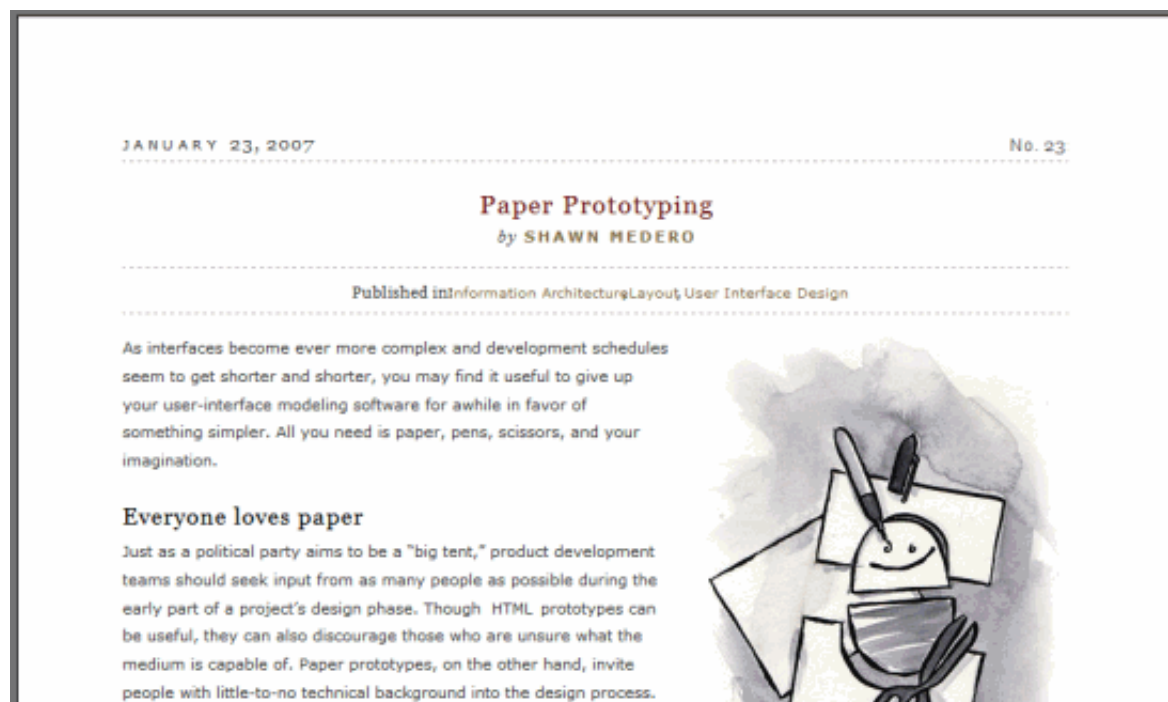 JANUARY 23, 2007 No. 23
Paper Prototyping
by SHAWN MEDERO
Published in:Information Architecture,Layout, User Interface Design
As interfaces become ever more complex and development schedules
seem to get shorter and shorter, you may find it useful to give up
your user-interface modeling software for awhile in favor of
something simpler. All you need is paper, pens, scissors, and your
imagination.
Everyone loves paper
Just as a political party aims to be a “big tent,” product development
teams should seek input from as many people as possible during the
early part of a project’s design phase. Though HTML prototypes can
be useful, they can also discourage those who are unsure what the
medium is capable of. Paper prototypes, on the other hand, invite
people with little-to-no technical background into the design process.